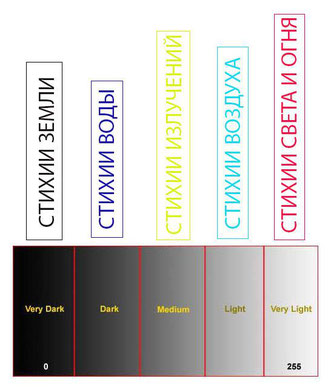 СТИХИИ ЗЕМЛИ
СТИХИИ ВОДЫ
СТИХИИ ИЗЛУЧЕНИЙ
СТИХИИ ВОЗДУХА
СТИХИИ СВЕТА И ОГНЯ
Very Dark
Dark
Medium
Light
Very Light
0
255